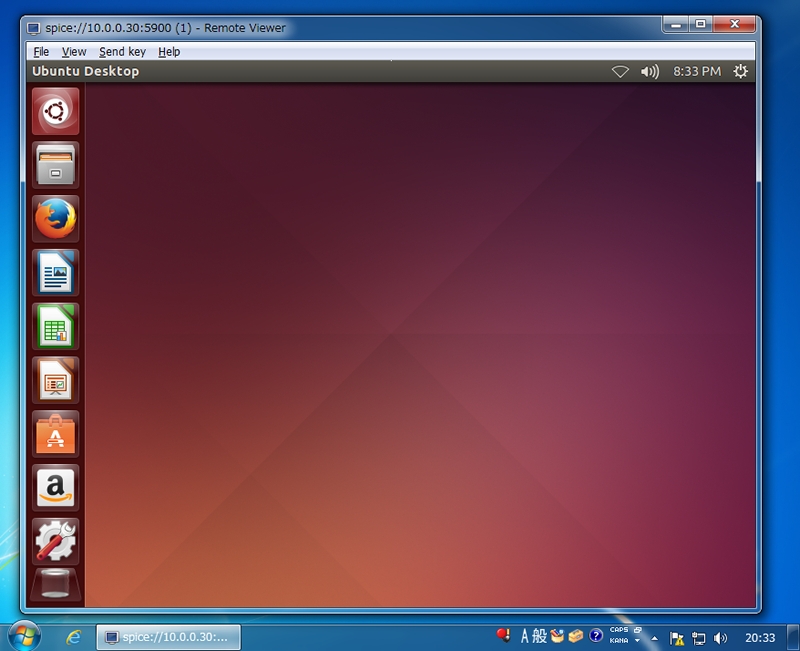 spice://10.0.0.30:5900 (1) - Remote Viewer
File View Send key Help
Ubuntu Desktop 8:33 PM
a
spice://10.0.0.30:...
A 般 CAPS KANA 20:33